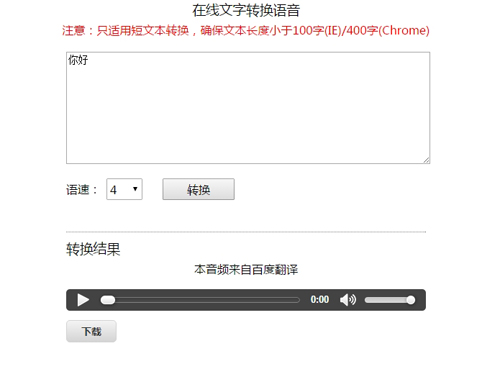 在线文字转换语音
注意：只适用短文本转换，确保文本长度小于100字(IE)/400字(Chrome)
你好
语速： 4 转换
转换结果
本音频来自百度翻译
0:00
下载